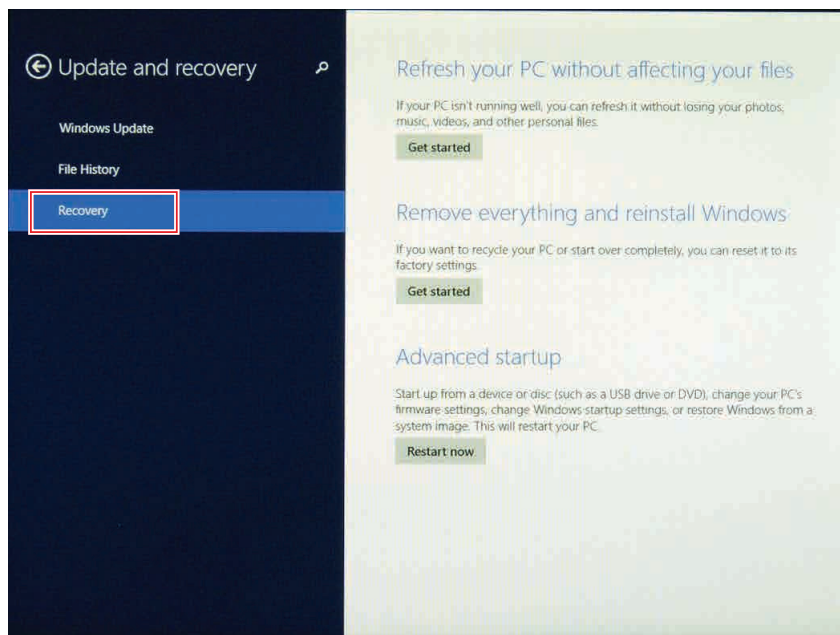 Update and recovery
Windows Update
File History
Recovery
Refresh your PC without affecting your files
If your PC isn't running well, you can refresh it without losing your photos,
music, videos, and other personal files.
Get started
Remove everything and reinstall Windows
If you want to recycle your PC or start over completely, you can reset it to its
factory settings.
Get started
Advanced startup
Start up from a device or disc (such as a USB drive or DVD), change your PC's
firmware settings, change Windows startup settings, or restore Windows from a
system image. This will restart your PC.
Restart now